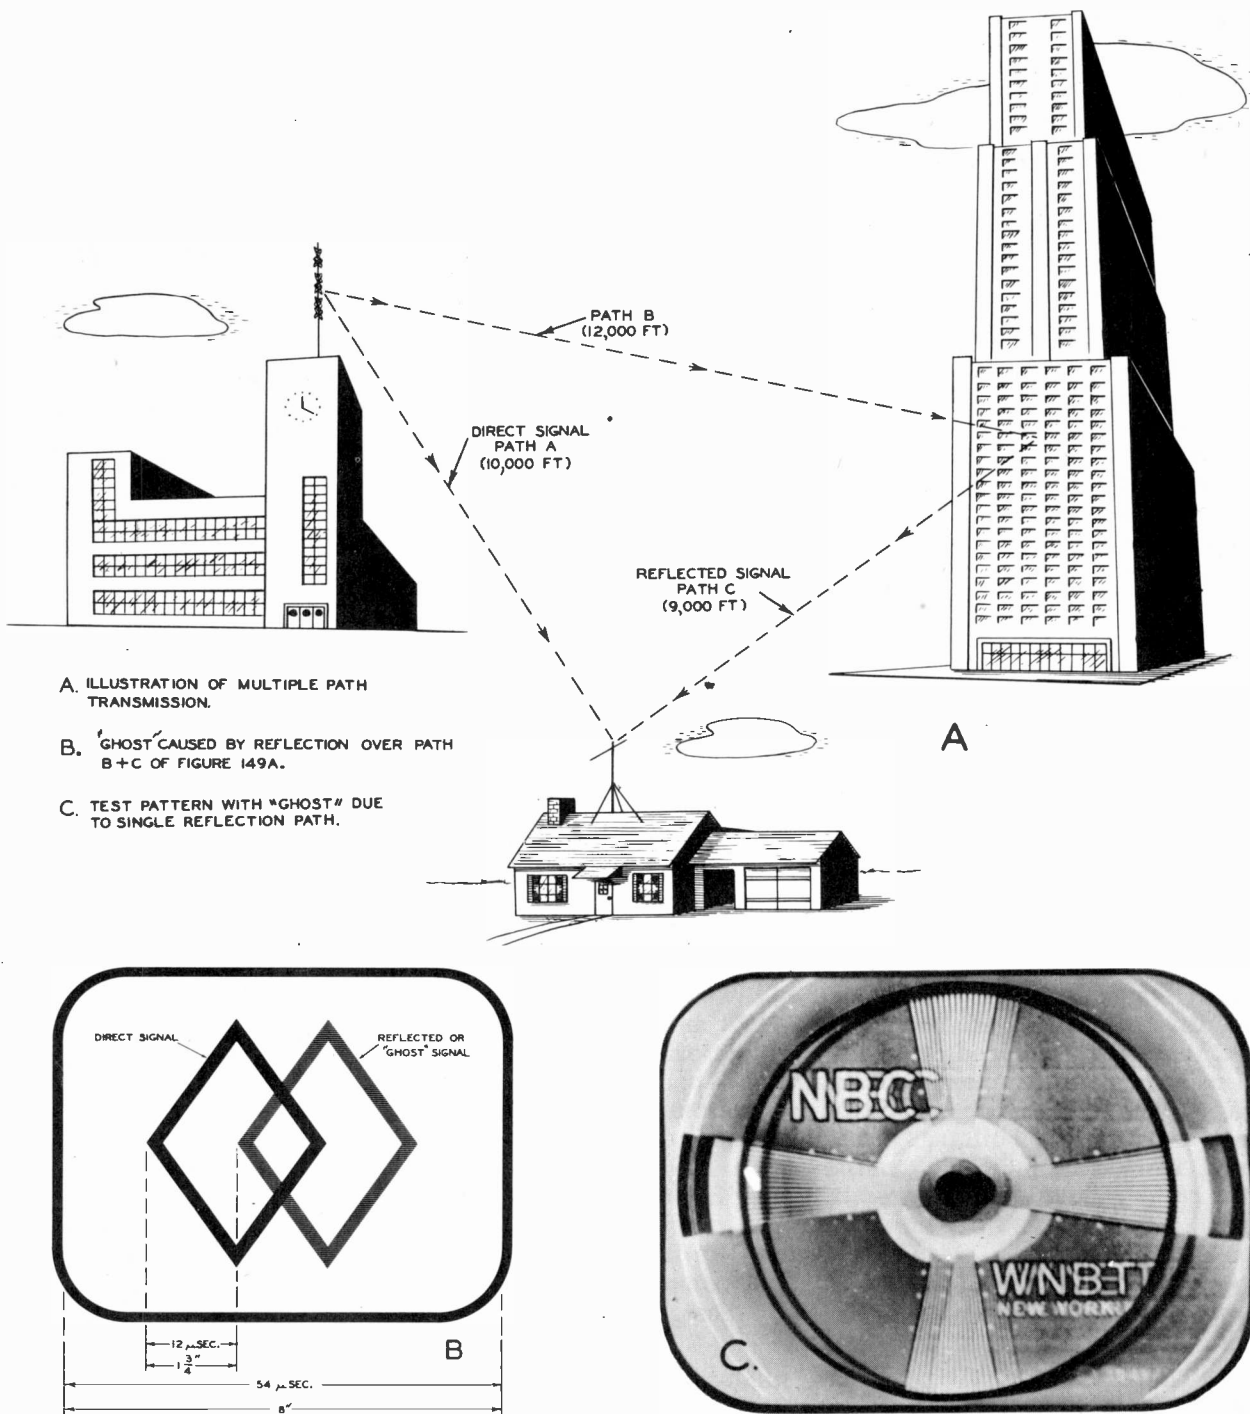 PATH B
(12,000 FT)
DIRECT SIGNAL
PATH A
(10,000 FT)
REFLECTED SIGNAL
PATH C
(9,000 FT)
A. ILLUSTRATION OF MULTIPLE PATH
TRANSMISSION.
B. "GHOST" CAUSED BY REFLECTION OVER PATH
B+C OF FIGURE 149A.
C. TEST PATTERN WITH "GHOST" DUE
TO SINGLE REFLECTION PATH.
A
DIRECT SIGNAL
REFLECTED OR
"GHOST" SIGNAL
12 μSEC.
1 3/4"
54 μ SEC.
8"
B
NBC
WNBT
NEW YORK
C.